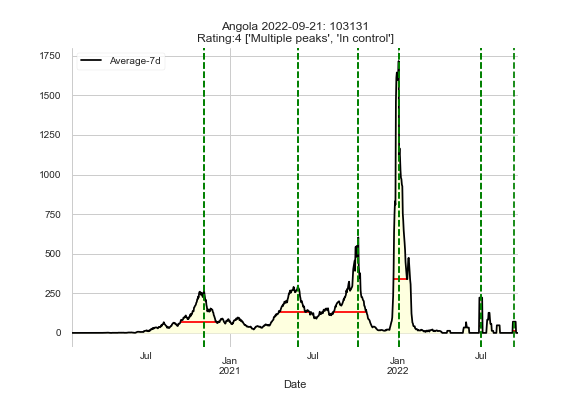 Angola 2022-09-21: 103131
Rating:4 ['Multiple peaks', 'In control']
Average-7d
1750
1500
1250
1000
750
500
250
0
Jul Jan Jul Jan Jul
2021 2022
Date